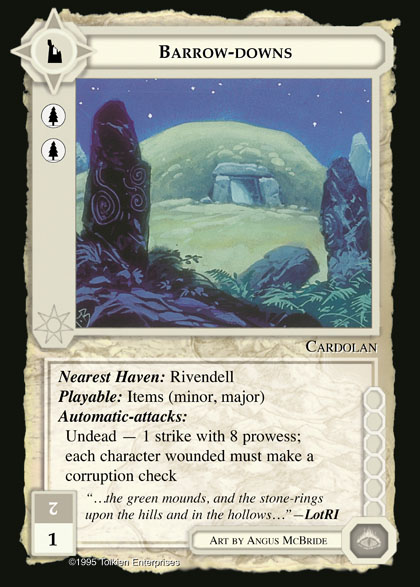 BARROW-DOWNS
CARDOLAN
Nearest Haven: Rivendell
Playable: Items (minor, major)
Automatic-attacks:
Undead — 1 strike with 8 prowess;
each character wounded must make a
corruption check
“…the green mounds, and the stone-rings
upon the hills and in the hollows…” –LotRI
2
1
ART BY ANGUS MCBRIDE
©1995 Tolkien Enterprises